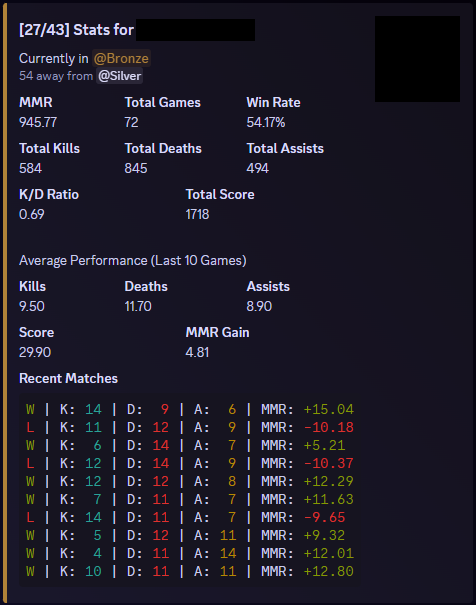 [27/43] Stats for
Currently in @Bronze
54 away from @Silver
MMR Total Games Win Rate
945.77 72 54.17%
Total Kills Total Deaths Total Assists
584 845 494
K/D Ratio Total Score
0.69 1718
Average Performance (Last 10 Games)
Kills Deaths Assists
9.50 11.70 8.90
Score MMR Gain
29.90 4.81
Recent Matches
W | K: 14 | D: 9 | A: 6 | MMR: +15.04
L | K: 11 | D: 12 | A: 9 | MMR: -10.18
W | K: 6 | D: 14 | A: 7 | MMR: +5.21
L | K: 12 | D: 14 | A: 9 | MMR: -10.37
W | K: 12 | D: 12 | A: 8 | MMR: +12.29
W | K: 7 | D: 11 | A: 7 | MMR: +11.63
L | K: 14 | D: 11 | A: 7 | MMR: -9.65
W | K: 5 | D: 12 | A: 11 | MMR: +9.32
W | K: 4 | D: 11 | A: 14 | MMR: +12.01
W | K: 10 | D: 11 | A: 11 | MMR: +12.80